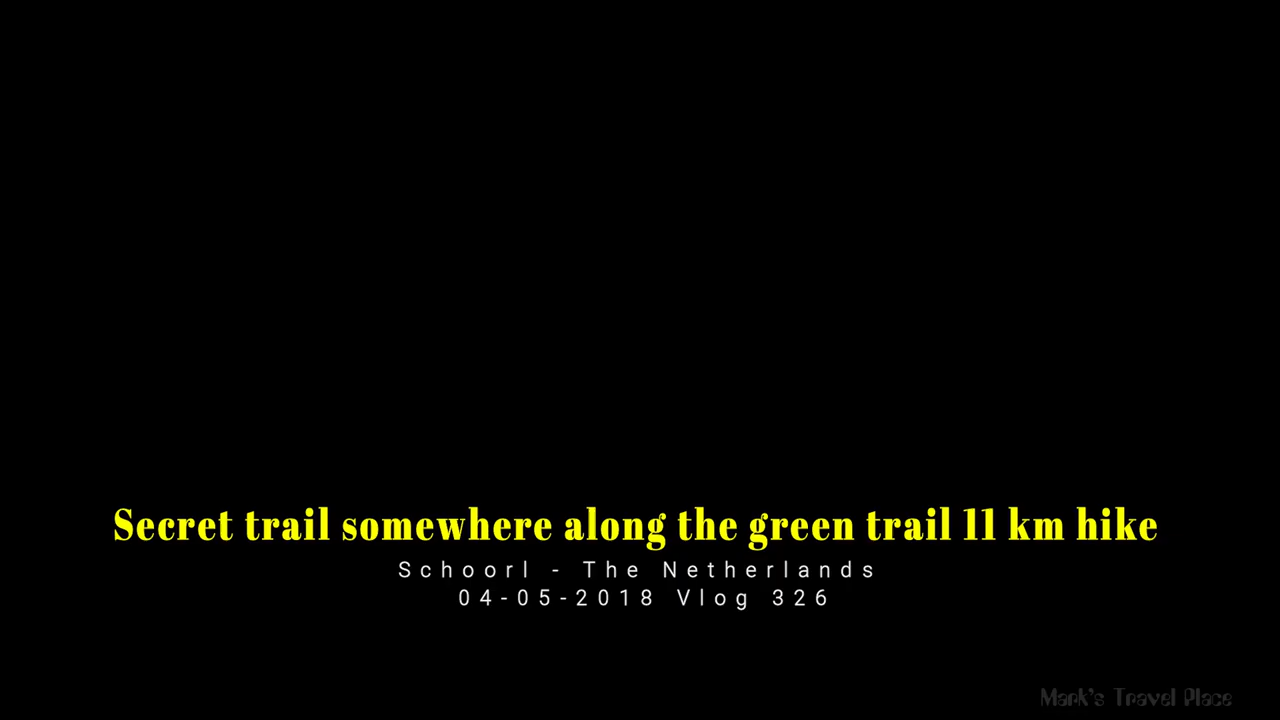 Secret trail somewhere along the green trail 11 km hike
Schoorl - The Netherlands
04-05-2018 Vlog 326
Mark's Travel Place